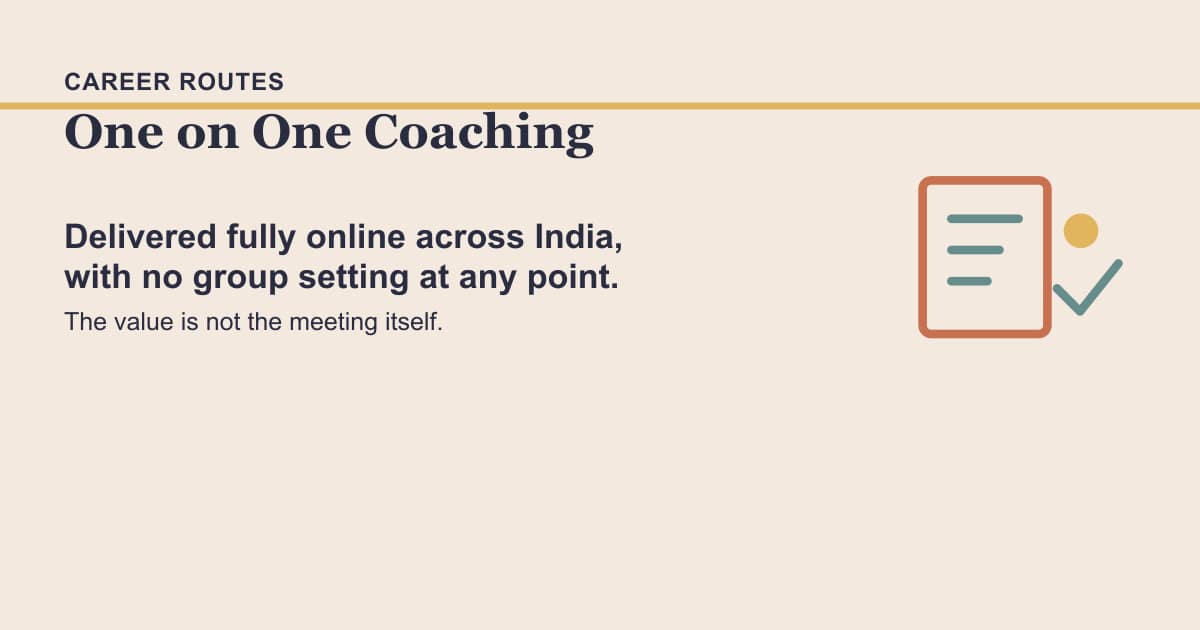 CAREER ROUTES
One on One Coaching
Delivered fully online across India,
with no group setting at any point.
The value is not the meeting itself.